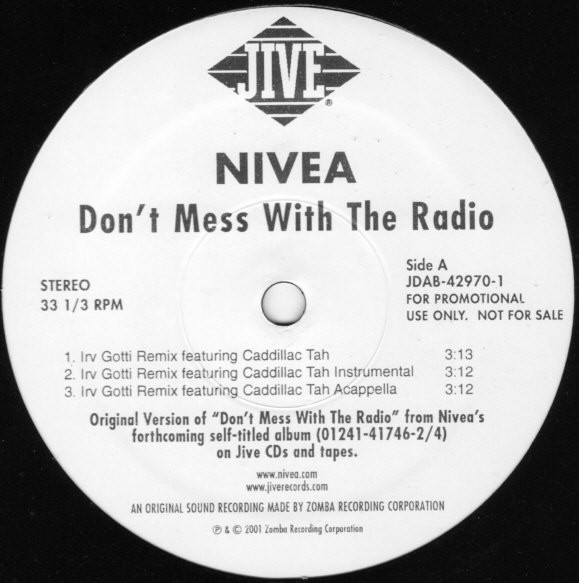 JIVE®
NIVEA
Don't Mess With The Radio
STEREO
33 1/3 RPM
Side A
JDAB-42970-1
FOR PROMOTIONAL
USE ONLY. NOT FOR SALE
1. Irv Gotti Remix featuring Caddillac Tah 3:13
2. Irv Gotti Remix featuring Caddillac Tah Instrumental 3:12
3. Irv Gotti Remix featuring Caddillac Tah Acappella 3:12
Original Version of "Don't Mess With The Radio" from Nivea's
forthcoming self-titled album (01241-41746-2/4)
on Jive CDs and tapes.
www.nivea.com
www.jiverecords.com
AN ORIGINAL SOUND RECORDING MADE BY ZOMBA RECORDING CORPORATION
℗ & © 2001 Zomba Recording Corporation